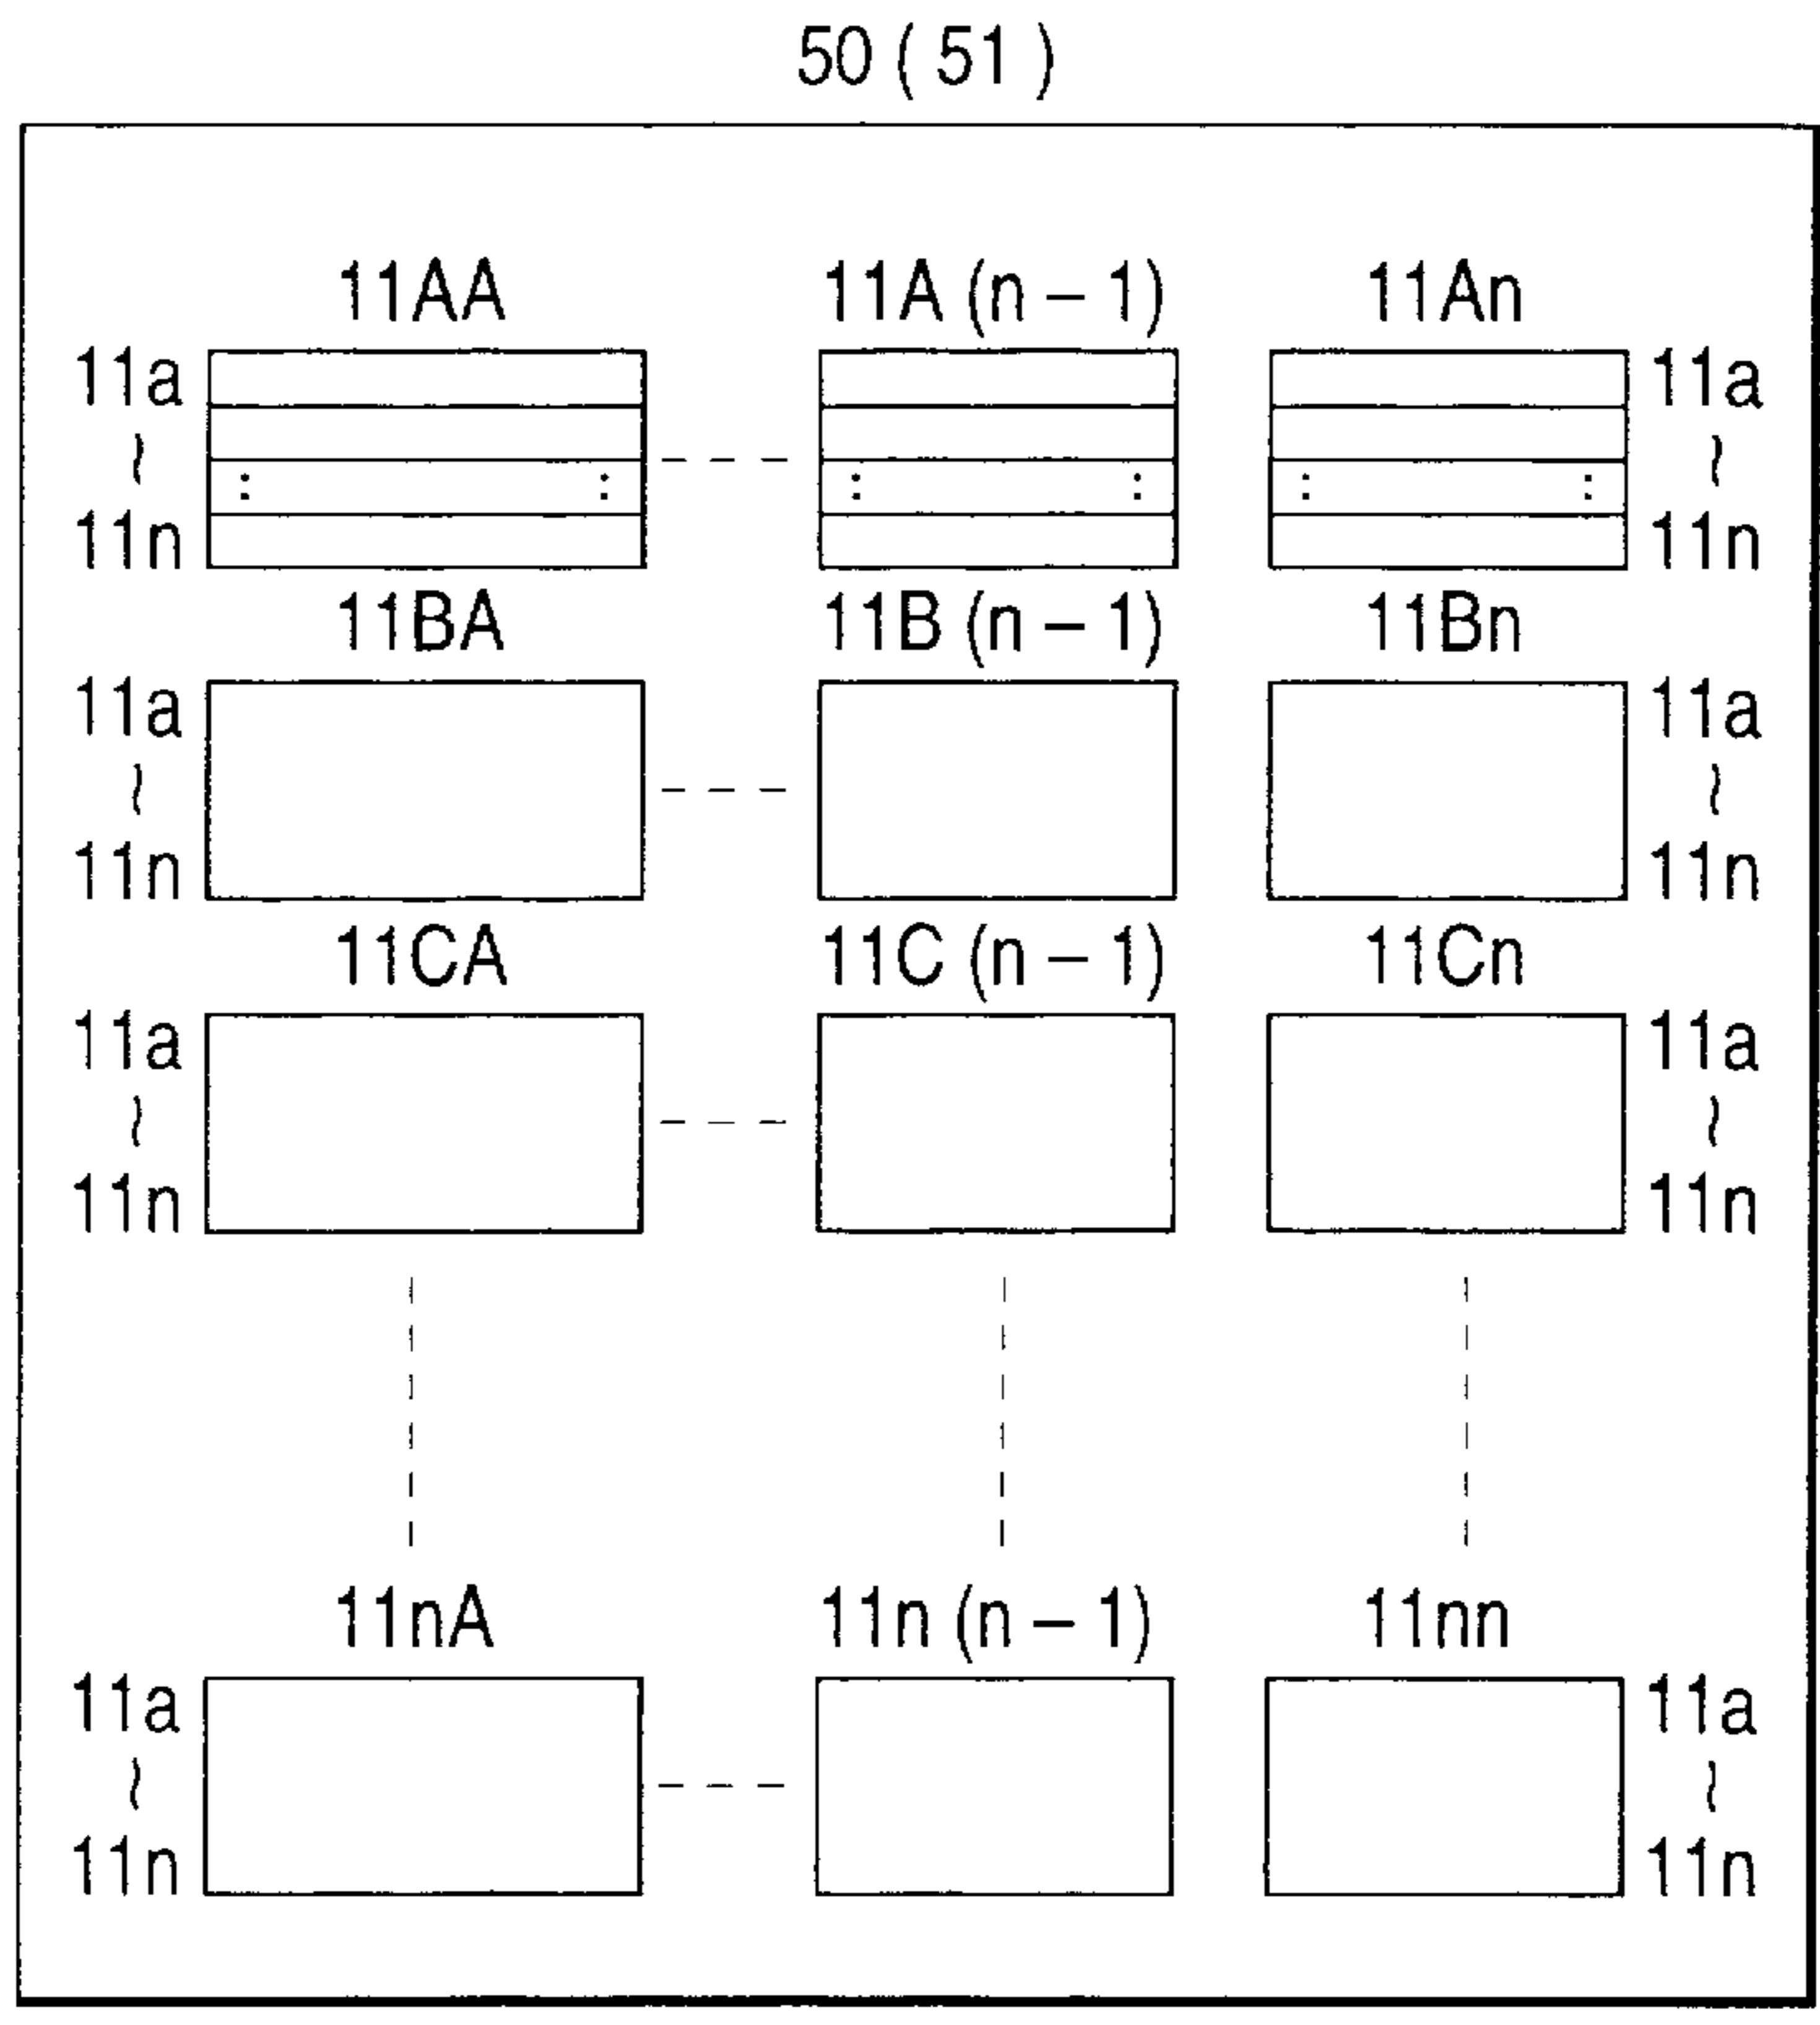 50 ( 51 )
11AA 11A (n – 1) 11An
11a 11a
~ : : : : : : ~
11n 11n
11BA 11B (n – 1) 11Bn
11a 11a
~ ~
11n 11n
11CA 11C (n – 1) 11Cn
11a 11a
~ ~
11n 11n
11nA 11n (n – 1) 11nn
11a 11a
~ ~
11n 11n